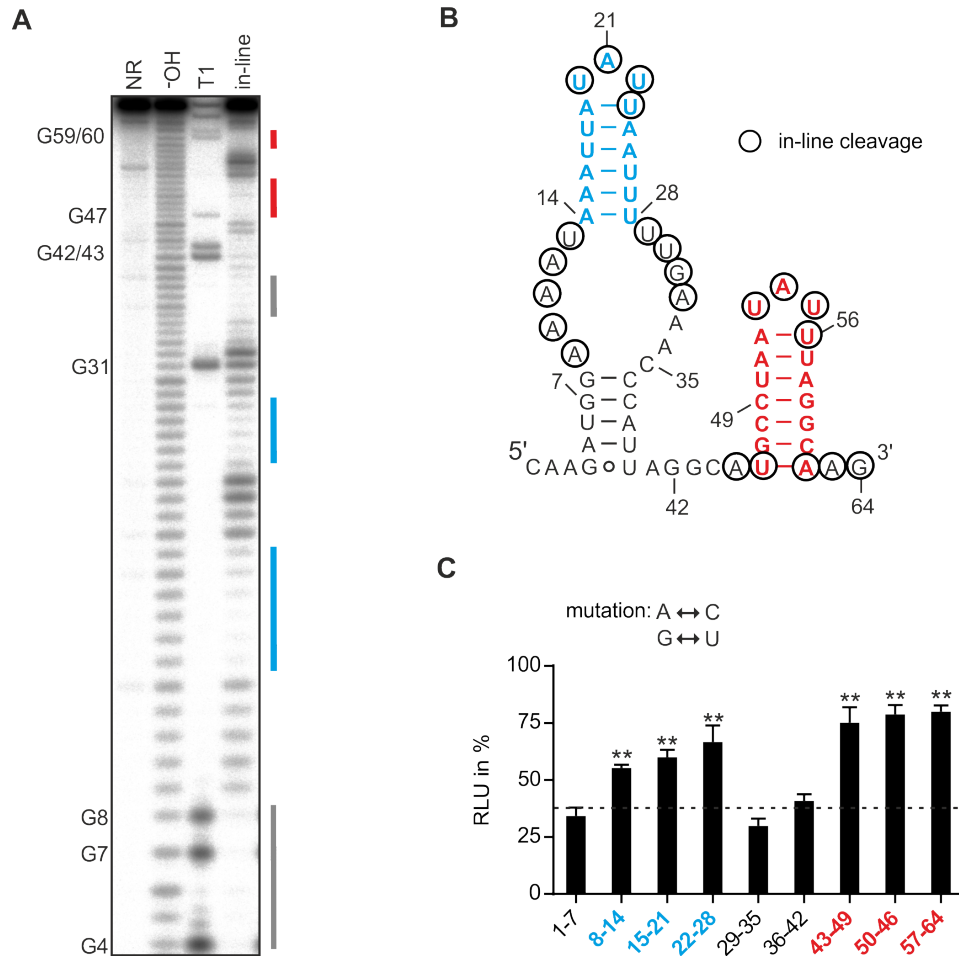 A
NR
-OH
T1
in-line
G59/60
G47
G42/43
G31
G8
G7
G4
B
21
A
U U
A – U
U – A
U – A
A – U
A – U
14 A – U 28
U U
A U
A G
A A
A A
A A
C 35
7 G – C
G – C
U – A
A – U
5' C A A G U A G G C A U – A A G 3'
42
64
in-line cleavage
A
U U
A – U 56
A – U
U – A
49 C – G
C – G
G – C
C
mutation: A ↔ C
G ↔ U
RLU in %
100
75
50
25
0
** ** ** ** ** ** **
1-7
8-14
15-21
22-28
29-35
36-42
43-49
50-46
57-64